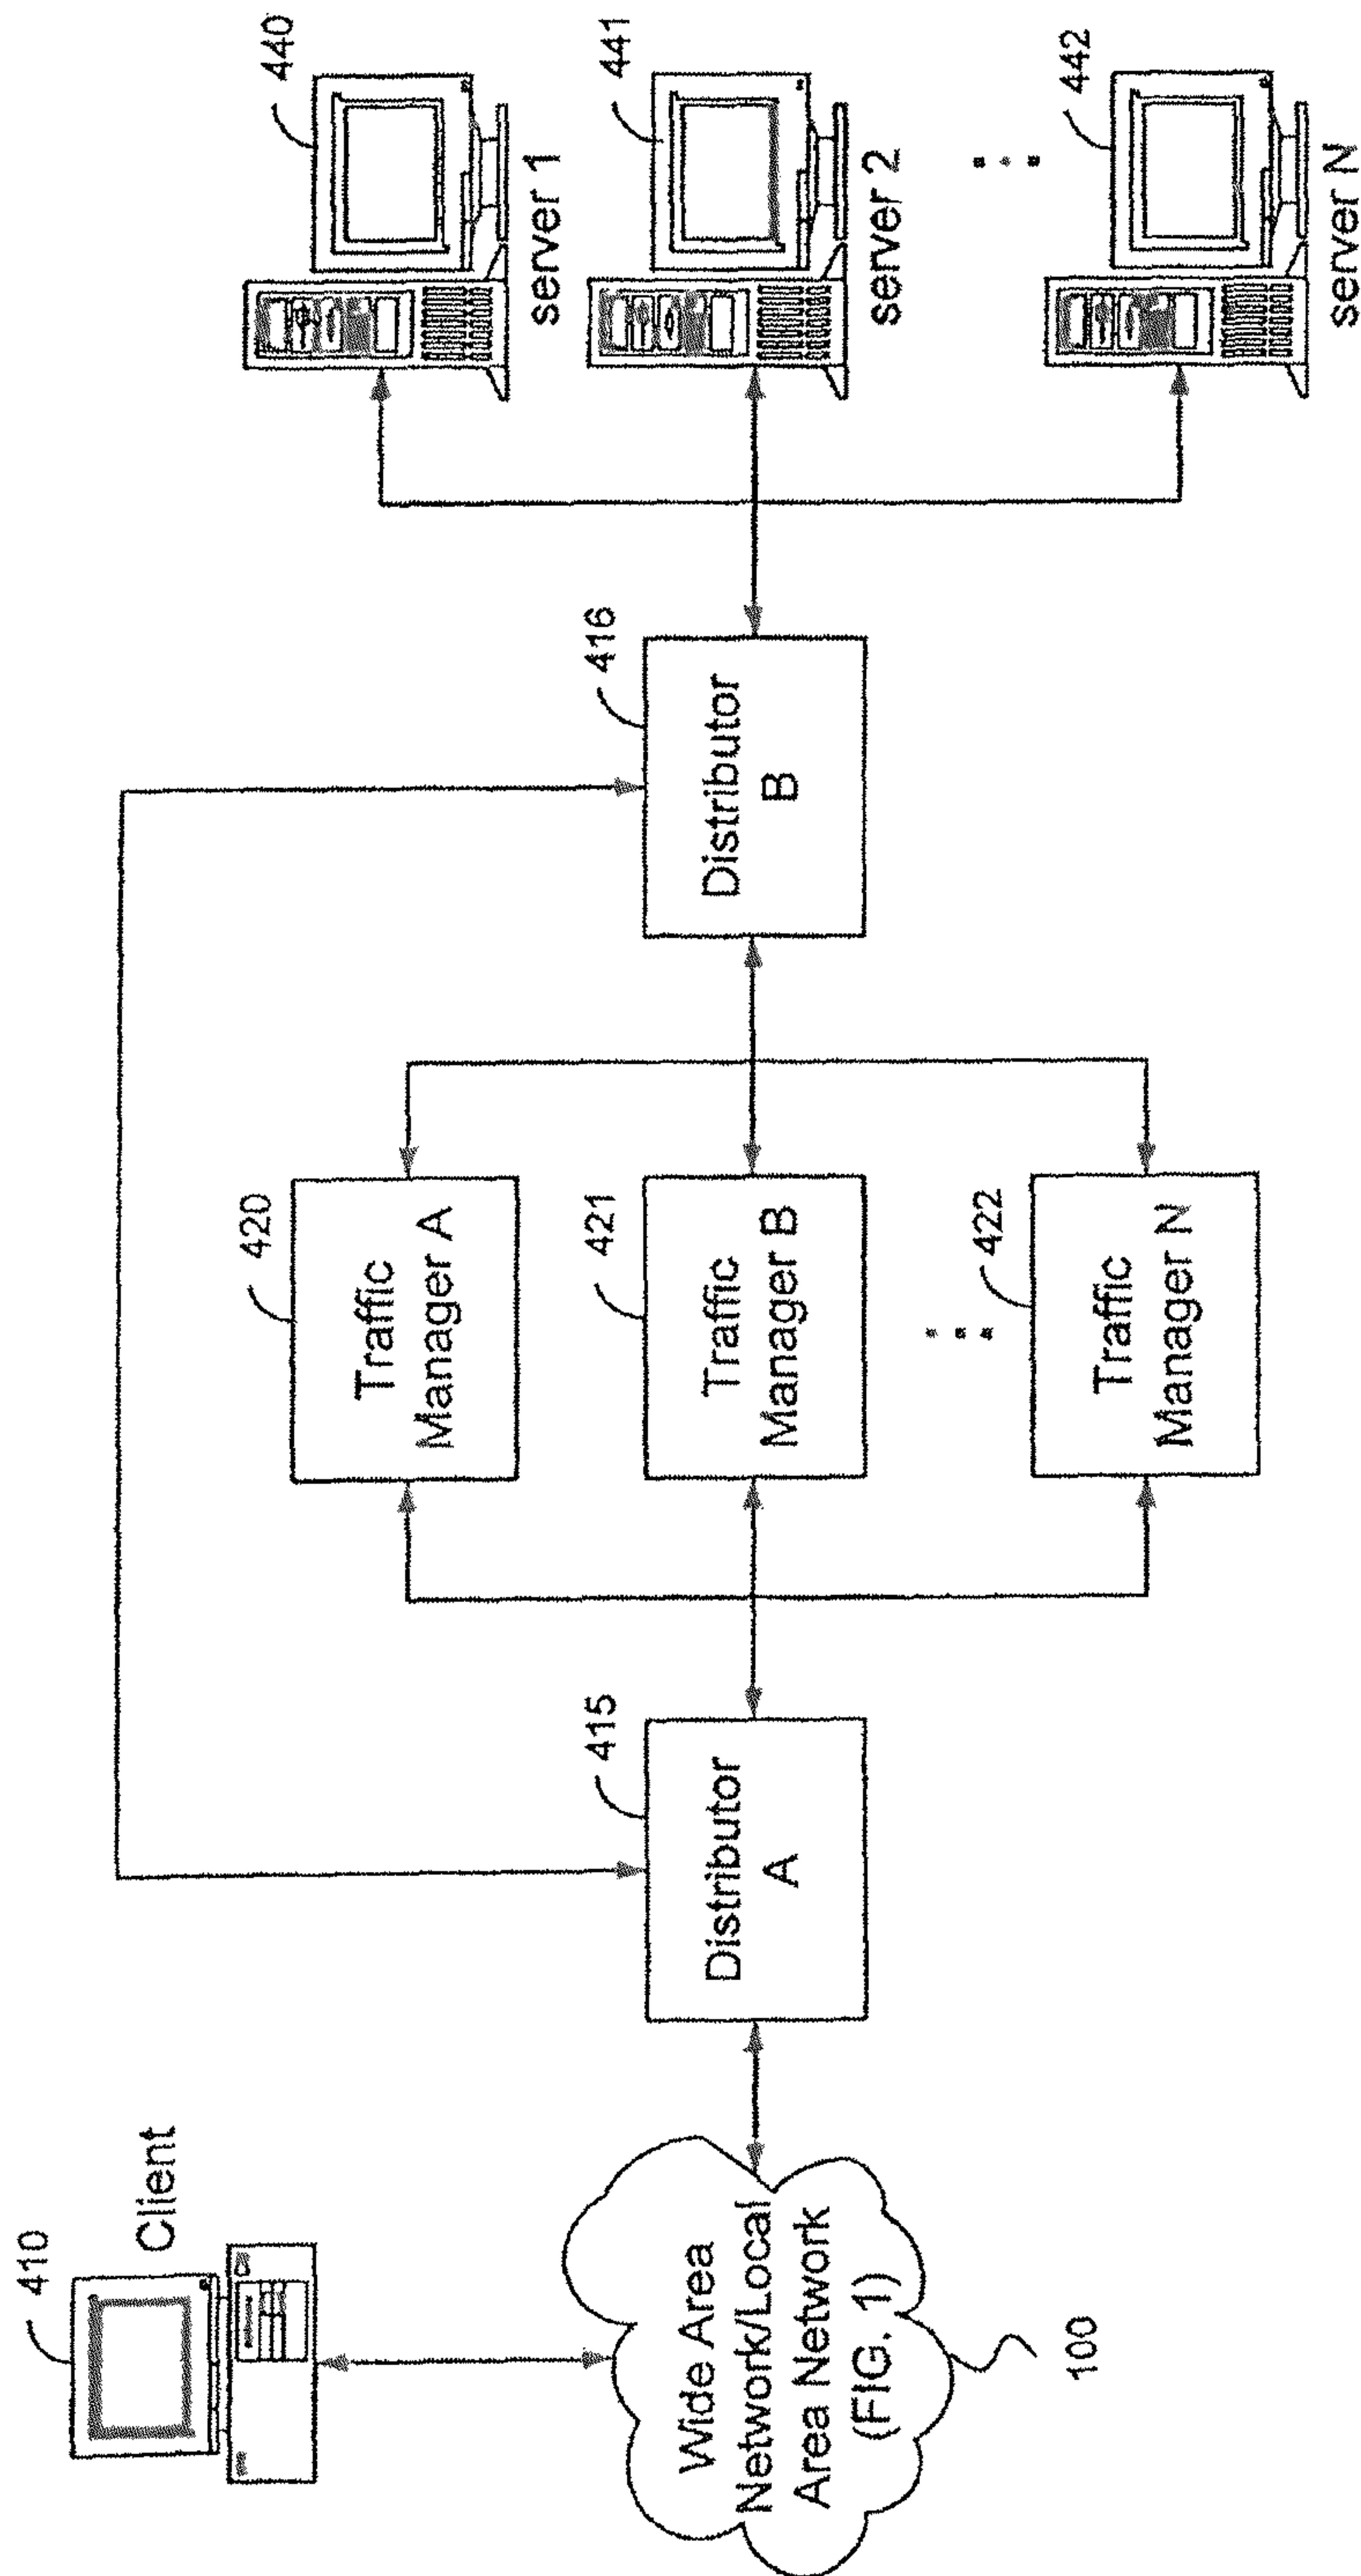 410
Client
Wide Area
Network/Local
Area Network
(FIG. 1)
100
415
Distributor
A
420
Traffic
Manager A
421
Traffic
Manager B
422
Traffic
Manager N
416
Distributor
B
440
server 1
441
server 2
442
server N